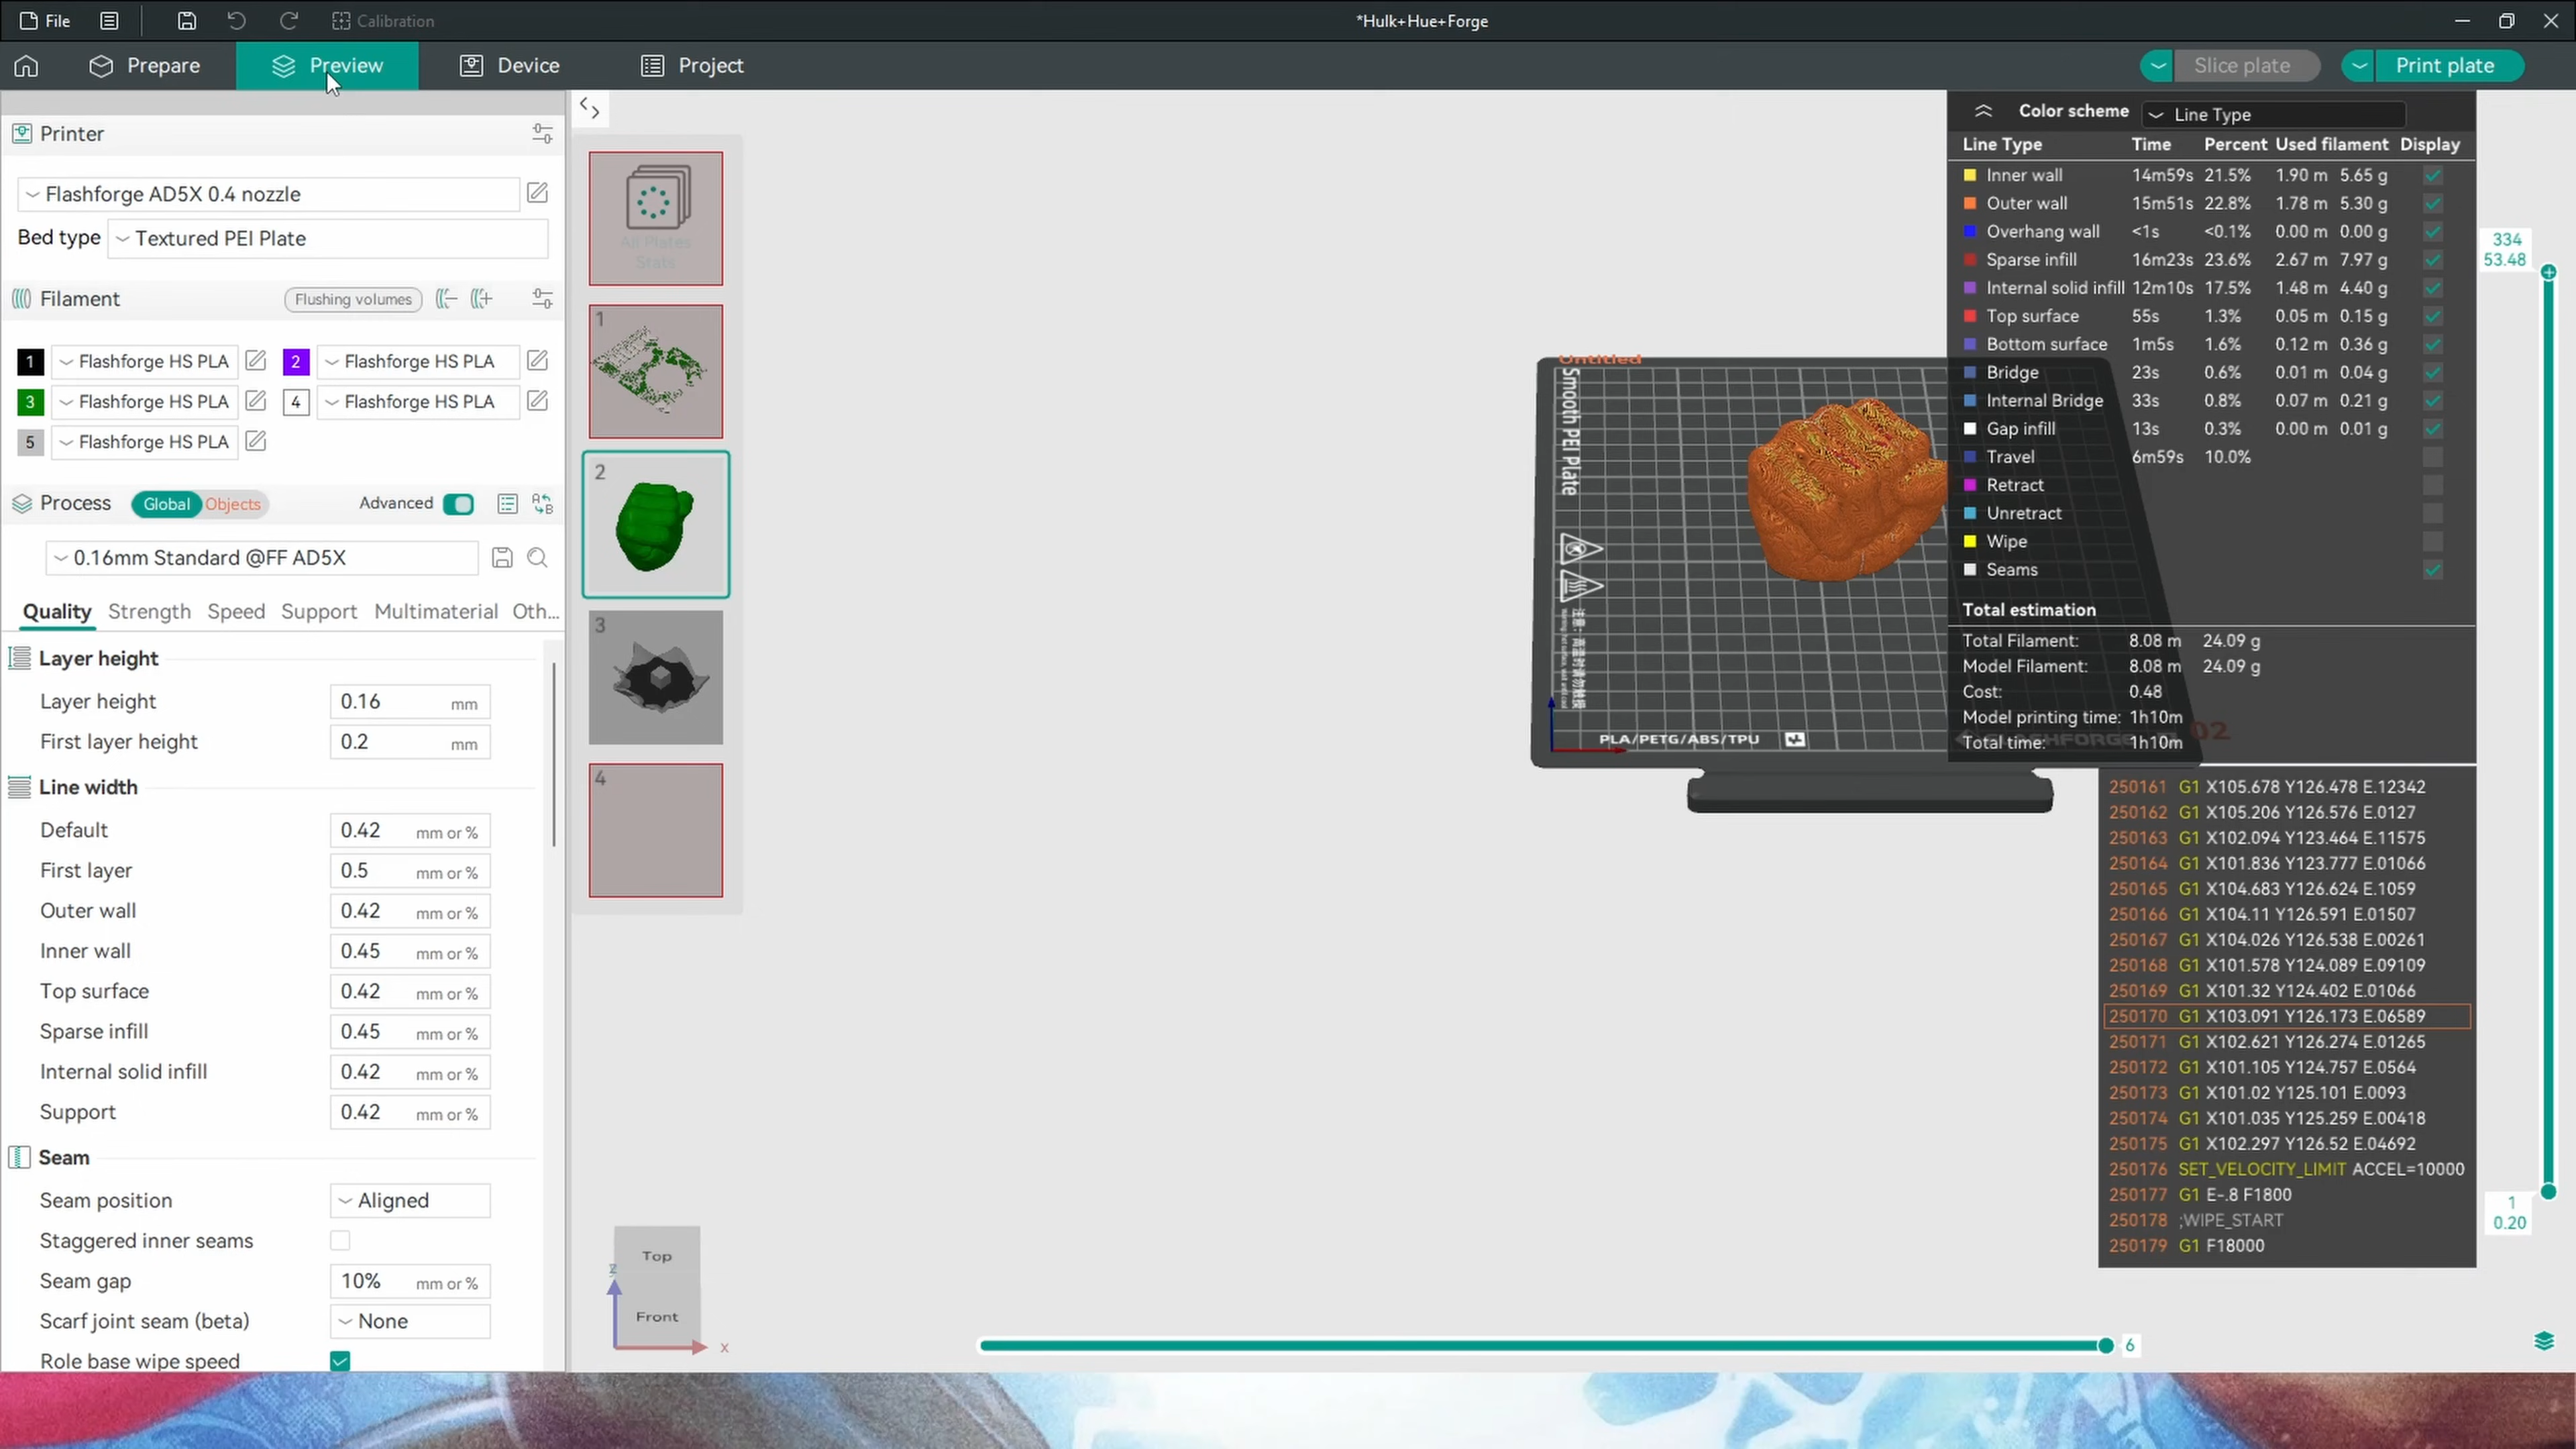 File
Calibration
*Hulk+Hue+Forge
Prepare
Preview
Device
Project
Slice plate
Print plate
Printer
Flashforge AD5X 0.4 nozzle
Bed type Textured PEI Plate
Filament Flushing volumes
1 Flashforge HS PLA 2 Flashforge HS PLA
3 Flashforge HS PLA 4 Flashforge HS PLA
5 Flashforge HS PLA
Process Global Objects Advanced
0.16mm Standard @FF AD5X
Quality Strength Speed Support Multimaterial Oth...
Layer height
Layer height 0.16 mm
First layer height 0.2 mm
Line width
Default 0.42 mm or %
First layer 0.5 mm or %
Outer wall 0.42 mm or %
Inner wall 0.45 mm or %
Top surface 0.42 mm or %
Sparse infill 0.45 mm or %
Internal solid infill 0.42 mm or %
Support 0.42 mm or %
Seam
Seam position Aligned
Staggered inner seams
Seam gap 10% mm or %
Scarf joint seam (beta) None
Role base wipe speed
All Plates
Stats
1
2
3
4
Untitled
Smooth PEI Plate
PLA/PETG/ABS/TPU
FLASHFORGE
02
Top
Front
z
x
Color scheme Line Type
Line Type Time Percent Used filament Display
Inner wall 14m59s 21.5% 1.90 m 5.65 g
Outer wall 15m51s 22.8% 1.78 m 5.30 g
Overhang wall <1s <0.1% 0.00 m 0.00 g
Sparse infill 16m23s 23.6% 2.67 m 7.97 g
Internal solid infill 12m10s 17.5% 1.48 m 4.40 g
Top surface 55s 1.3% 0.05 m 0.15 g
Bottom surface 1m5s 1.6% 0.12 m 0.36 g
Bridge 23s 0.6% 0.01 m 0.04 g
Internal Bridge 33s 0.8% 0.07 m 0.21 g
Gap infill 13s 0.3% 0.00 m 0.01 g
Travel 6m59s 10.0%
Retract
Unretract
Wipe
Seams
Total estimation
Total Filament: 8.08 m 24.09 g
Model Filament: 8.08 m 24.09 g
Cost: 0.48
Model printing time: 1h10m
Total time: 1h10m
250161 G1 X105.678 Y126.478 E.12342
250162 G1 X105.206 Y126.576 E.0127
250163 G1 X102.094 Y123.464 E.11575
250164 G1 X101.836 Y123.777 E.01066
250165 G1 X104.683 Y126.624 E.1059
250166 G1 X104.11 Y126.591 E.01507
250167 G1 X104.026 Y126.538 E.00261
250168 G1 X101.578 Y124.089 E.09109
250169 G1 X101.32 Y124.402 E.01066
250170 G1 X103.091 Y126.173 E.06589
250171 G1 X102.621 Y126.274 E.01265
250172 G1 X101.105 Y124.757 E.0564
250173 G1 X101.02 Y125.101 E.0093
250174 G1 X101.035 Y125.259 E.00418
250175 G1 X102.297 Y126.52 E.04692
250176 SET_VELOCITY_LIMIT ACCEL=10000
250177 G1 E-.8 F1800
250178 ;WIPE_START
250179 G1 F18000
334
53.48
1
0.20
6